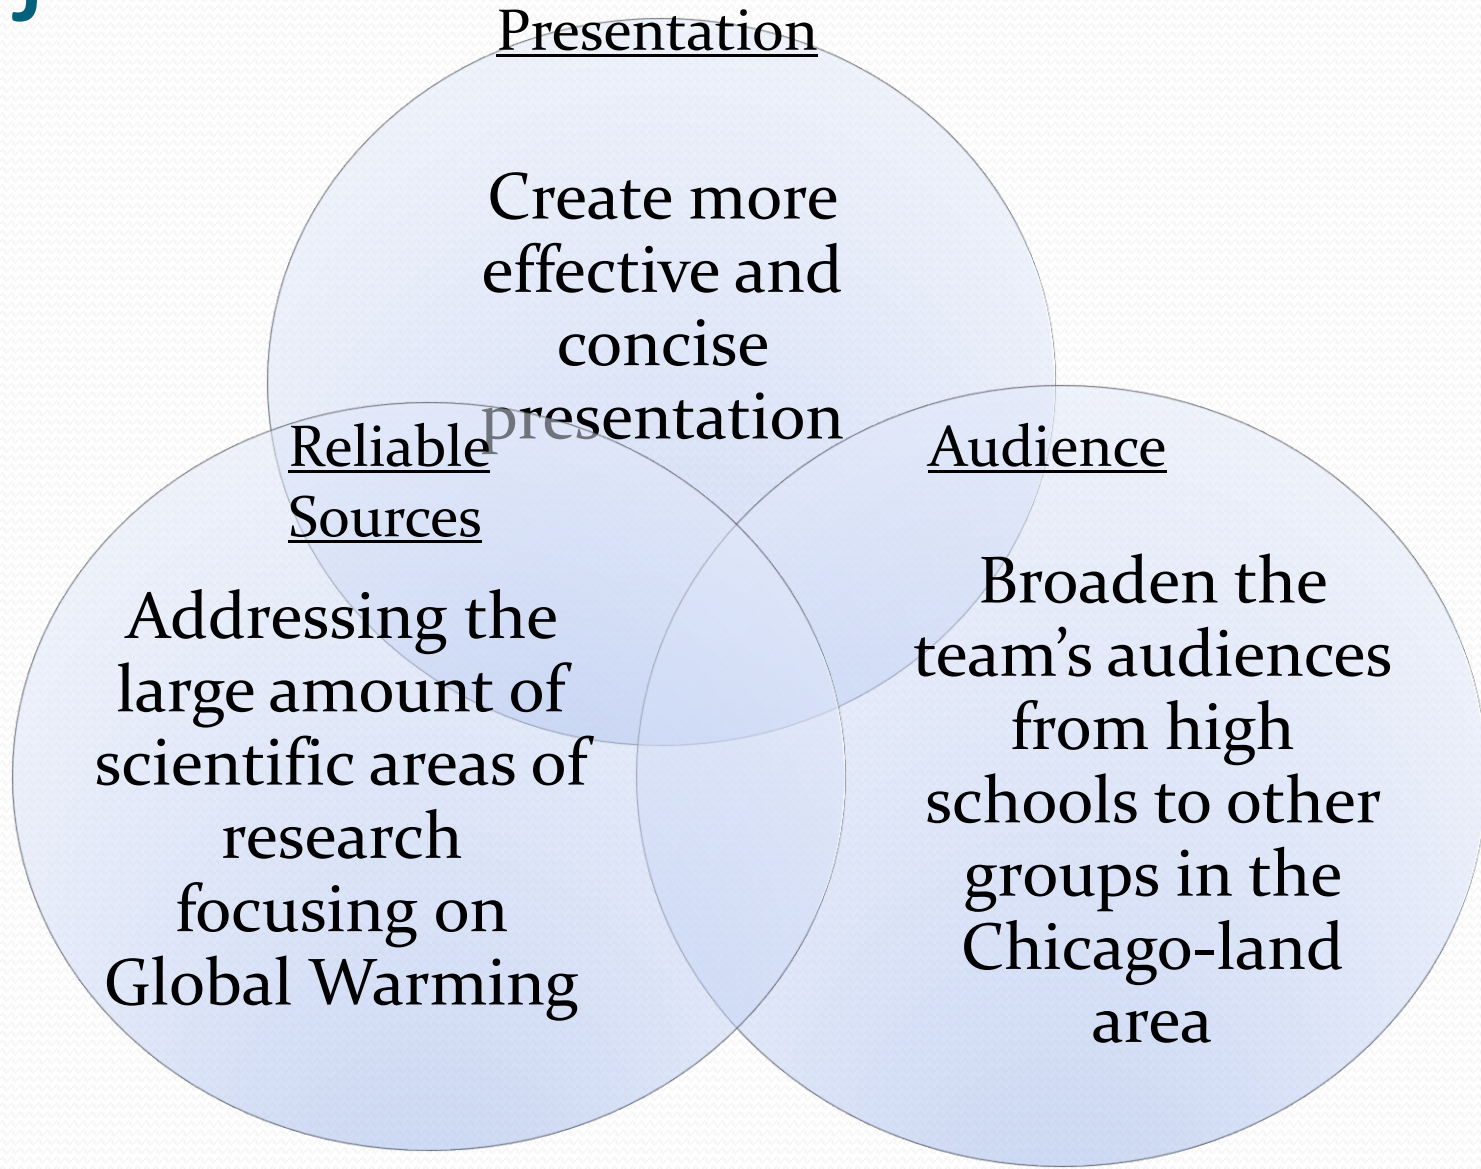 Presentation
Create more
effective and
concise
presentation
Reliable
Sources
Addressing the
large amount of
scientific areas of
research
focusing on
Global Warming
Audience
Broaden the
team’s audiences
from high
schools to other
groups in the
Chicago-land
area